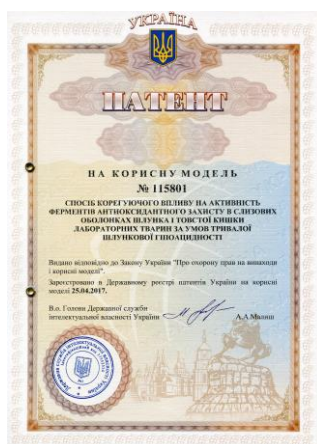 УКРАЇНА
ПАТЕНТ
НА КОРИСНУ МОДЕЛЬ
№ 115801
СПОСІБ КОРЕГУЮЧОГО ВПЛИВУ НА АКТИВНІСТЬ
ФЕРМЕНТІВ АНТИОКСИДАНТНОГО ЗАХИСТУ В СЛИЗОВИХ
ОБОЛОНКАХ ШЛУНКА І ТОВСТОЇ КИШКИ
ЛАБОРАТОРНИХ ТВАРИН ЗА УМОВ ТРИВАЛОЇ
ШЛУНКОВОЇ ГІПОАЦИДНОСТІ
Видано відповідно до Закону України "Про охорону прав на винаходи
і корисні моделі".
Зареєстровано в Державному реєстрі патентів України на корисні
моделі 25.04.2017.
В.о. Голови Державної служби
інтелектуальної власності України
А.А.Малиш